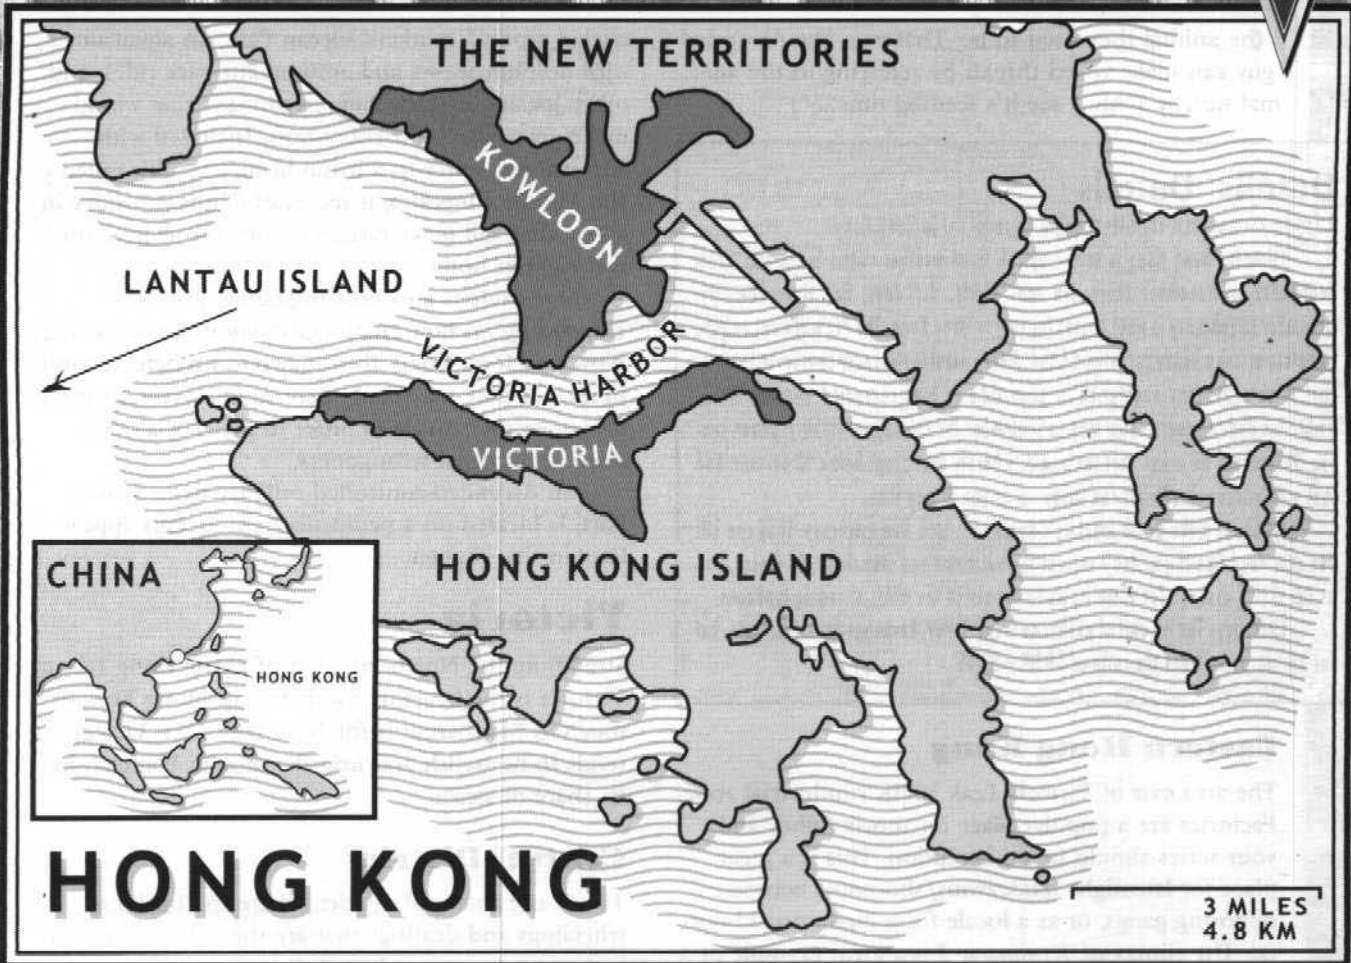 THE NEW TERRITORIES
KOWLOON
LANTAU ISLAND
VICTORIA HARBOR
VICTORIA
HONG KONG ISLAND
CHINA
HONG KONG
HONG KONG
3 MILES
4.8 KM